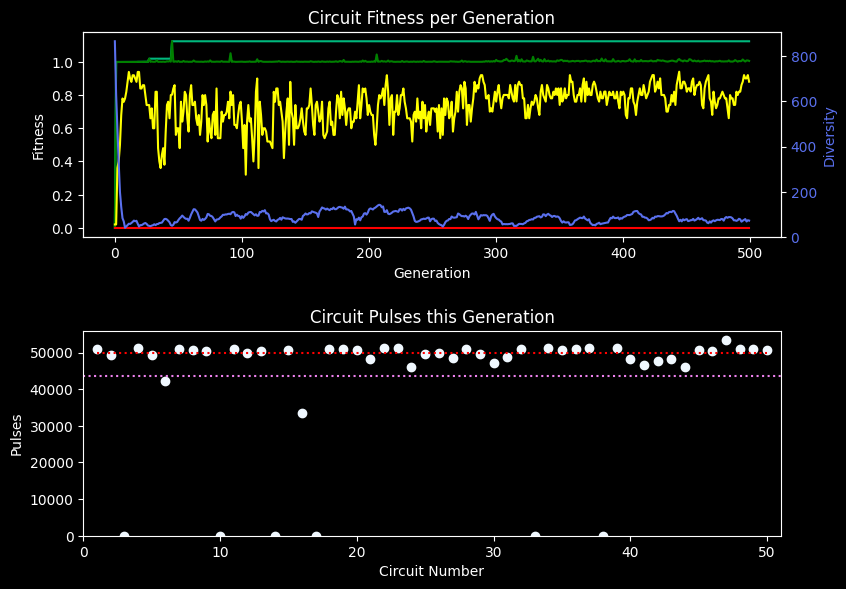 Circuit Fitness per Generation
1.0
0.8
0.6
0.4
0.2
0.0
Fitness
800
600
400
200
0
Diversity
0 100 200 300 400 500
Generation
Circuit Pulses this Generation
50000
40000
30000
20000
10000
0
Pulses
0 10 20 30 40 50
Circuit Number